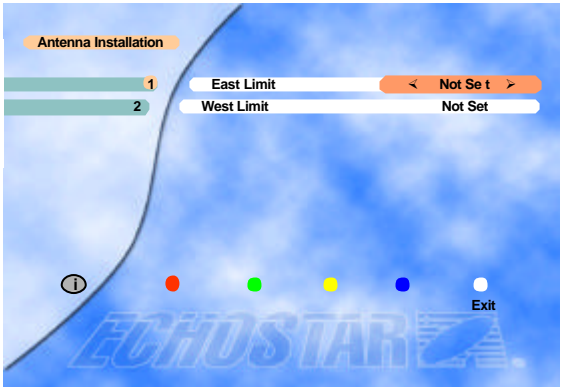 Antenna Installation
1 East Limit < Not Se t >
2 West Limit Not Set
i
Exit
ECHOSTAR